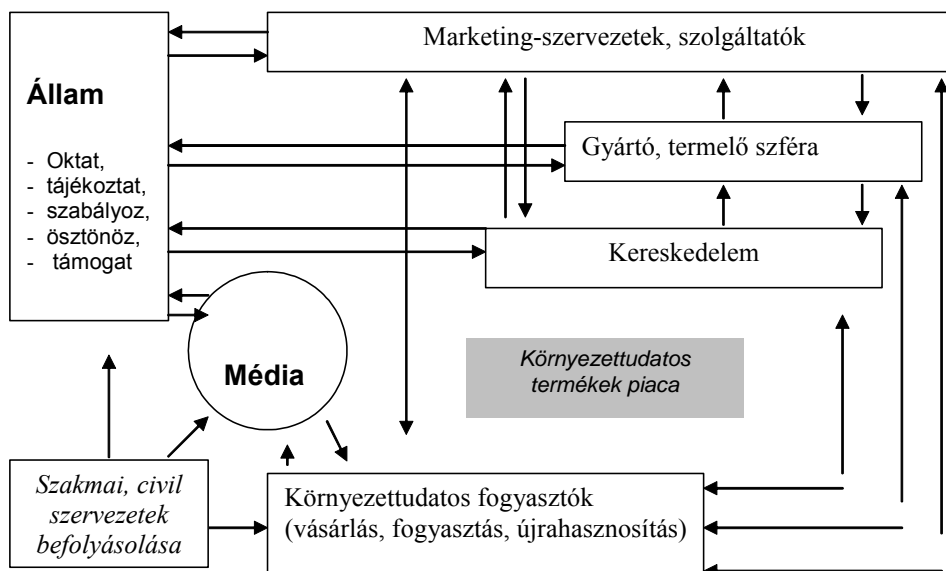 Marketing-szervezetek, szolgáltatók
Állam
- Oktat,
- tájékoztat,
- szabályoz,
- ösztönöz,
- támogat
Gyártó, termelő szféra
Kereskedelem
Média
Környezettudatos
termékek piaca
Szakmai, civil
szervezetek
befolyásolása
Környezettudatos fogyasztók
(vásárlás, fogyasztás, újrahasznosítás)